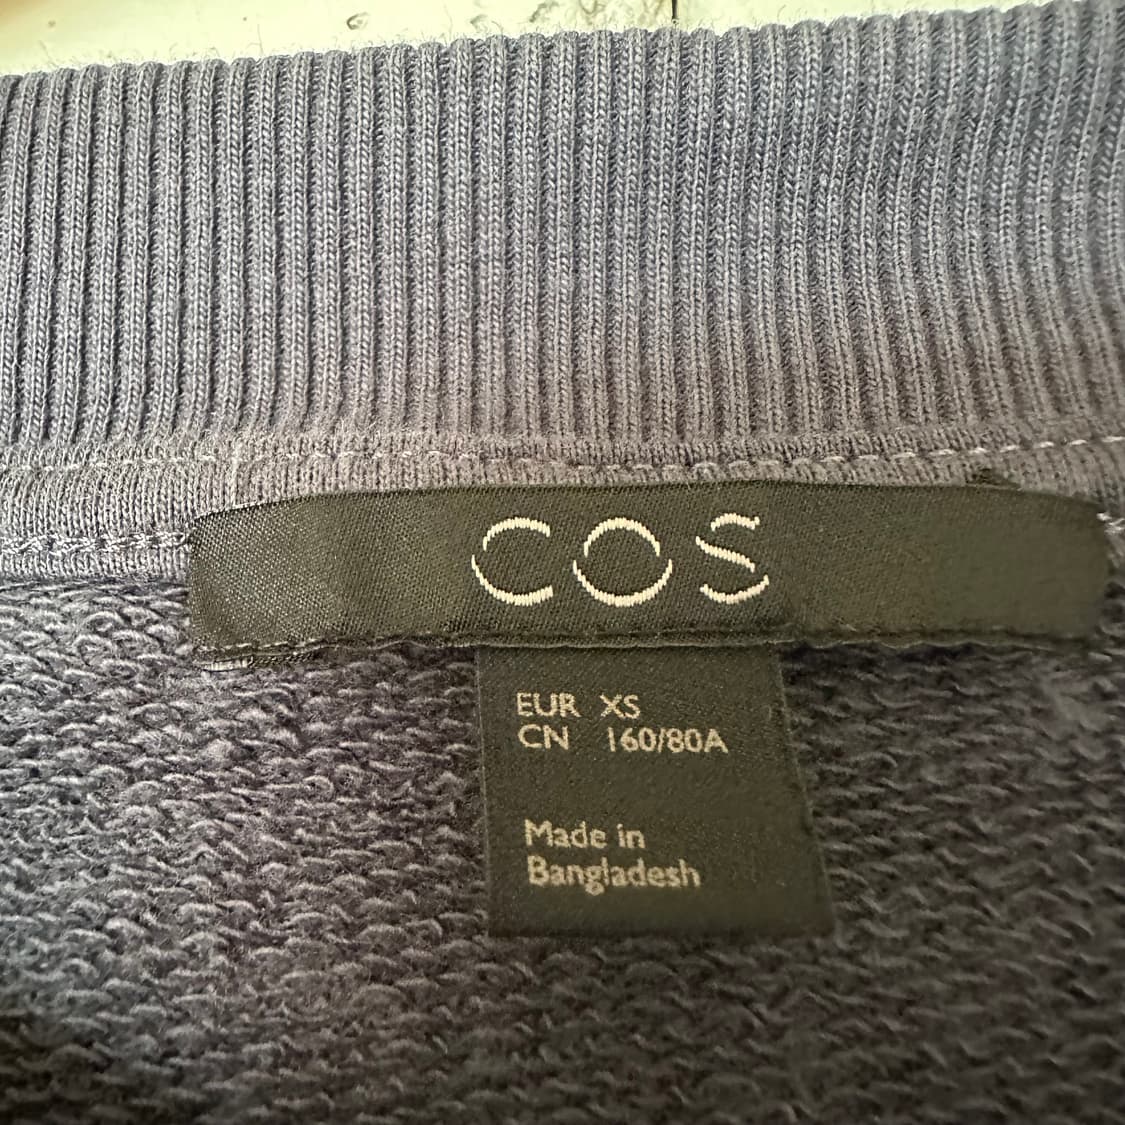 COS
EUR XS
CN 160/80A
Made in
Bangladesh